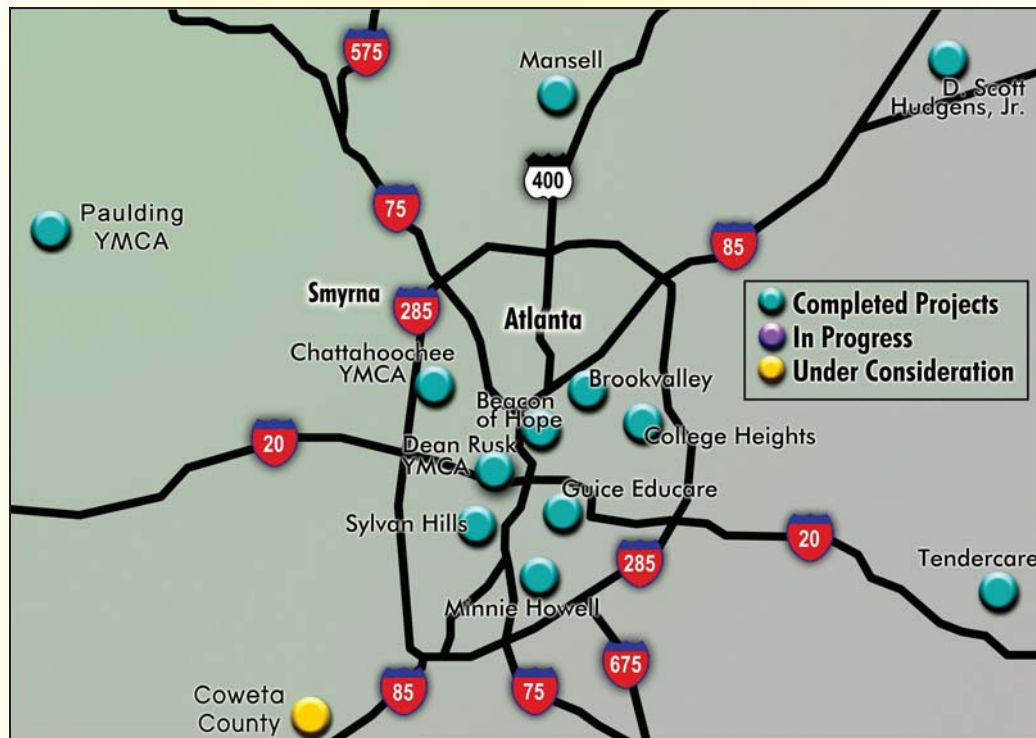 575
Mansell
D. Scott
Hudgens, Jr.
400
Paulding
YMCA
75
85
Smyrna
285
Atlanta
Completed Projects
In Progress
Under Consideration
Chattahoochee
YMCA
Brookvalley
Beacon
of Hope
College Heights
20
Dean Rusk
YMCA
Guice Educare
Sylvan Hills
20
285
Tendercare
Minnie Howell
675
85
75
Coweta
County